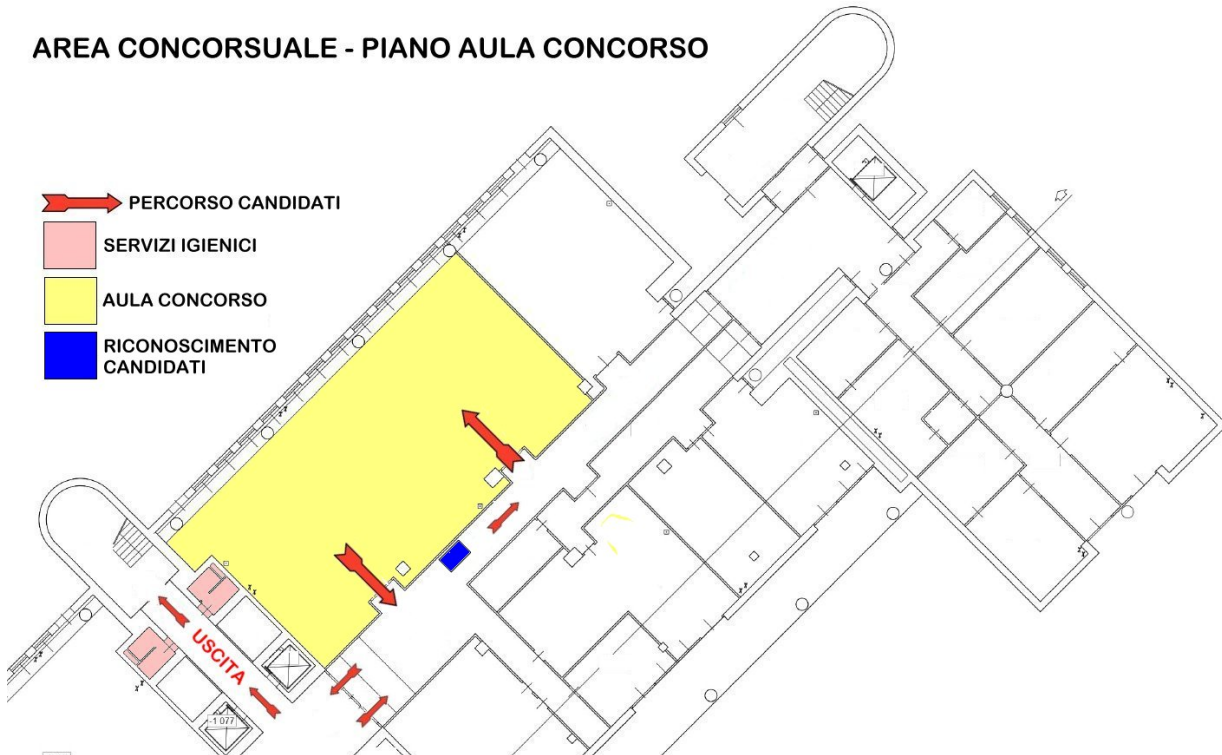 AREA CONCORSUALE - PIANO AULA CONCORSO
PERCORSO CANDIDATI
SERVIZI IGIENICI
AULA CONCORSO
RICONOSCIMENTO
CANDIDATI
USCITA
-1 077